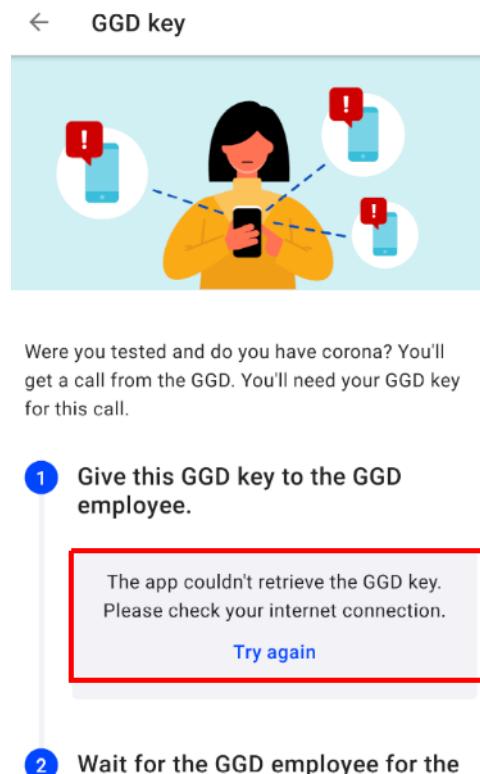 GGD key
!
!
!
Were you tested and do you have corona? You'll
get a call from the GGD. You'll need your GGD key
for this call.
1
Give this GGD key to the GGD
employee.
The app couldn't retrieve the GGD key.
Please check your internet connection.
Try again
2
Wait for the GGD employee for the